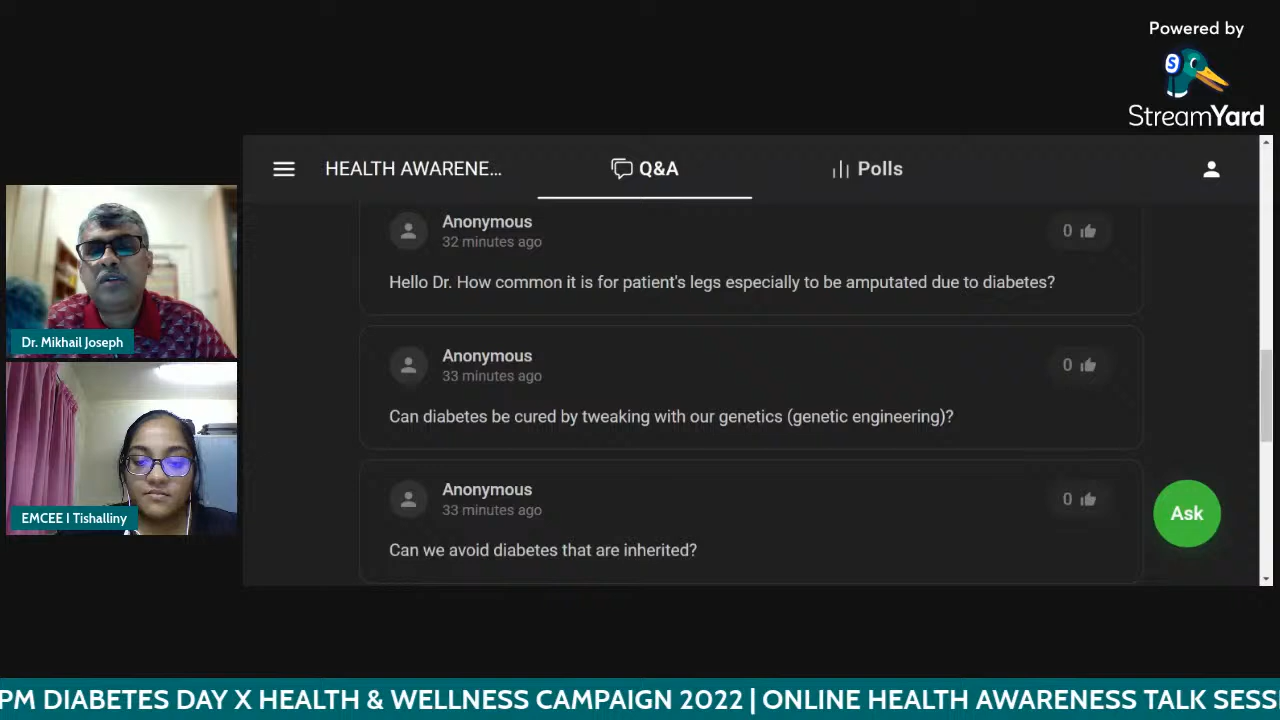 Powered by
StreamYard
HEALTH AWARENE...
Q&A
Polls
Anonymous
32 minutes ago
0
Hello Dr. How common it is for patient's legs especially to be amputated due to diabetes?
Anonymous
33 minutes ago
0
Can diabetes be cured by tweaking with our genetics (genetic engineering)?
Anonymous
33 minutes ago
0
Can we avoid diabetes that are inherited?
Ask
Dr. Mikhail Joseph
EMCEE I Tishalliny
PM DIABETES DAY X HEALTH & WELLNESS CAMPAIGN 2022 | ONLINE HEALTH AWARENESS TALK SESS